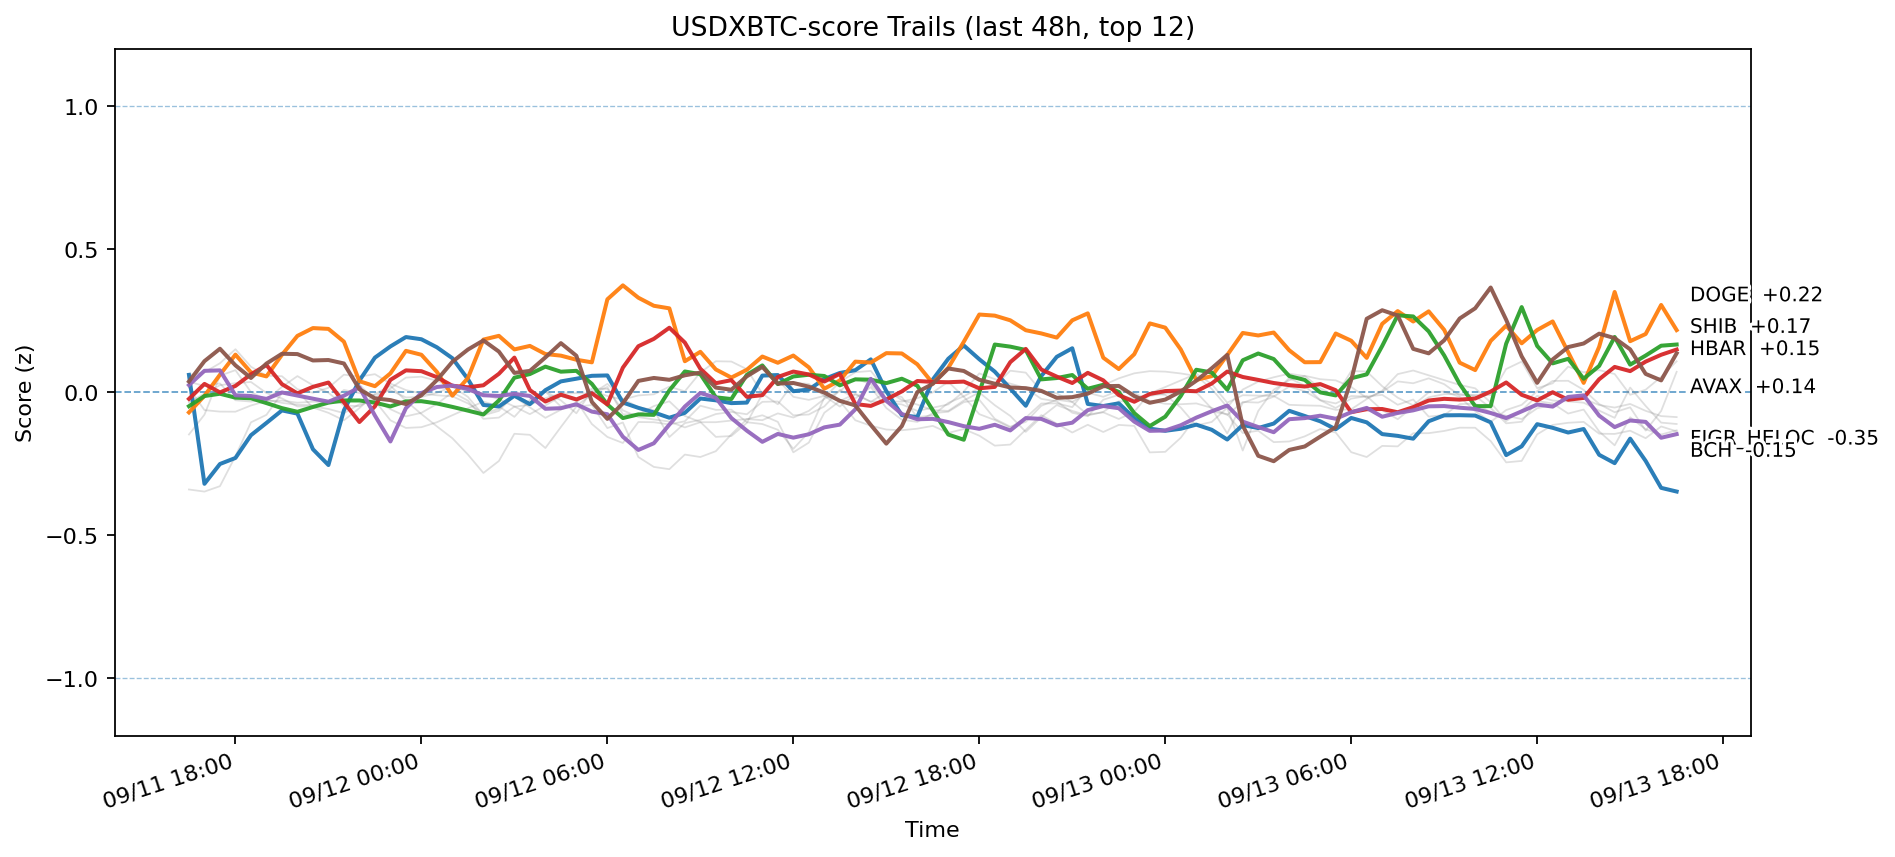 USDXBTC-score Trails (last 48h, top 12)
Score (z)
1.0
0.5
0.0
−0.5
−1.0
DOGE +0.22
SHIB +0.17
HBAR +0.15
AVAX +0.14
FIGR_HELOC -0.35
BCH -0.15
09/11 18:00
09/12 00:00
09/12 06:00
09/12 12:00
09/12 18:00
09/13 00:00
09/13 06:00
09/13 12:00
09/13 18:00
Time